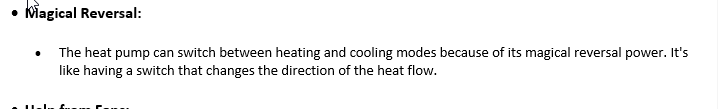 • Magical Reversal:
• The heat pump can switch between heating and cooling modes because of its magical reversal power. It's
like having a switch that changes the direction of the heat flow.